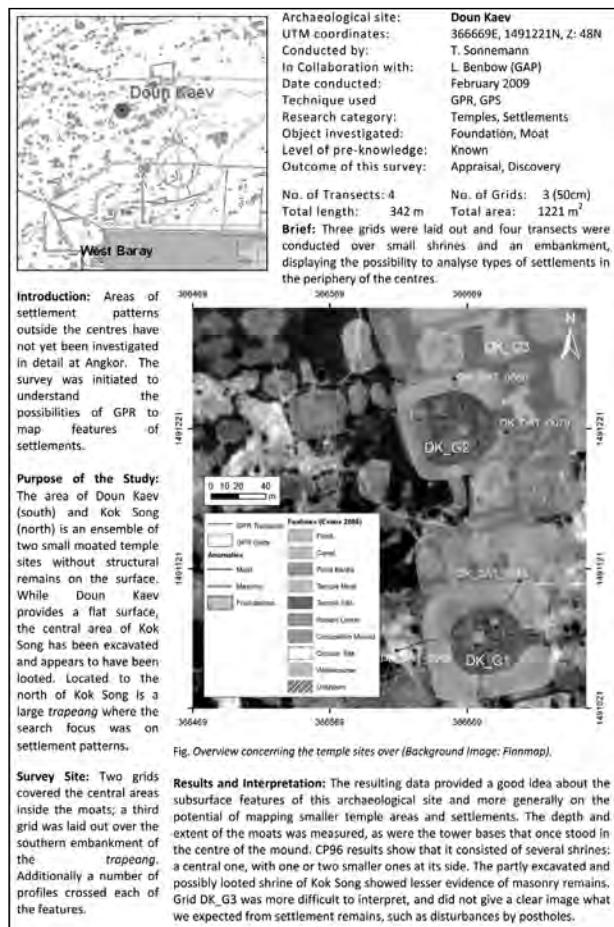 Doun Kaev
West Baray
Archaeological site: Doun Kaev
UTM coordinates: 366669E, 1491221N, Z: 48N
Conducted by: T. Sonnemann
In Collaboration with: L. Benbow (GAP)
Date conducted: February 2009
Technique used GPR, GPS
Research category: Temples, Settlements
Object investigated: Foundation, Moat
Level of pre-knowledge: Known
Outcome of this survey: Appraisal, Discovery
No. of Transects: 4 No. of Grids: 3 (50cm)
Total length: 342 m Total area: 1221 m²
Brief: Three grids were laid out and four transects were
conducted over small shrines and an embankment,
displaying the possibility to analyse types of settlements in
the periphery of the centres.
Introduction: Areas of
settlement patterns
outside the centres have
not yet been investigated
in detail at Angkor. The
survey was initiated to
understand the
possibilities of GPR to
map features of
settlements.
Purpose of the Study:
The area of Doun Kaev
(south) and Kok Song
(north) is an ensemble of
two small moated temple
sites without structural
remains on the surface.
While Doun Kaev
provides a flat surface,
the central area of Kok
Song has been excavated
and appears to have been
looted. Located to the
north of Kok Song is a
large trapeang where the
search focus was on
settlement patterns.
Survey Site: Two grids
covered the central areas
inside the moats; a third
grid was laid out over the
southern embankment of
the trapeang.
Additionally a number of
profiles crossed each of
the features.
366469 366569 366669
N
DK_G3
DK_G2
DK_G1
1491221
1491121
1491021
0 10 20 40
m
GPR Transects
GPR Grids
Anomalies
Moat
Masonry
Foundations
Features (Evans 2006)
Canal
Temple Moat
Occupation Mound
Watercourse
Unknown
366469 366569 366669
1491221
1491121
1491021
Fig. Overview concerning the temple sites over (Background Image: Finnmap).
Results and Interpretation: The resulting data provided a good idea about the
subsurface features of this archaeological site and more generally on the
potential of mapping smaller temple areas and settlements. The depth and
extent of the moats was measured, as were the tower bases that once stood in
the centre of the mound. CP96 results show that it consisted of several shrines:
a central one, with one or two smaller ones at its side. The partly excavated and
possibly looted shrine of Kok Song showed lesser evidence of masonry remains.
Grid DK_G3 was more difficult to interpret, and did not give a clear image what
we expected from settlement remains, such as disturbances by postholes.